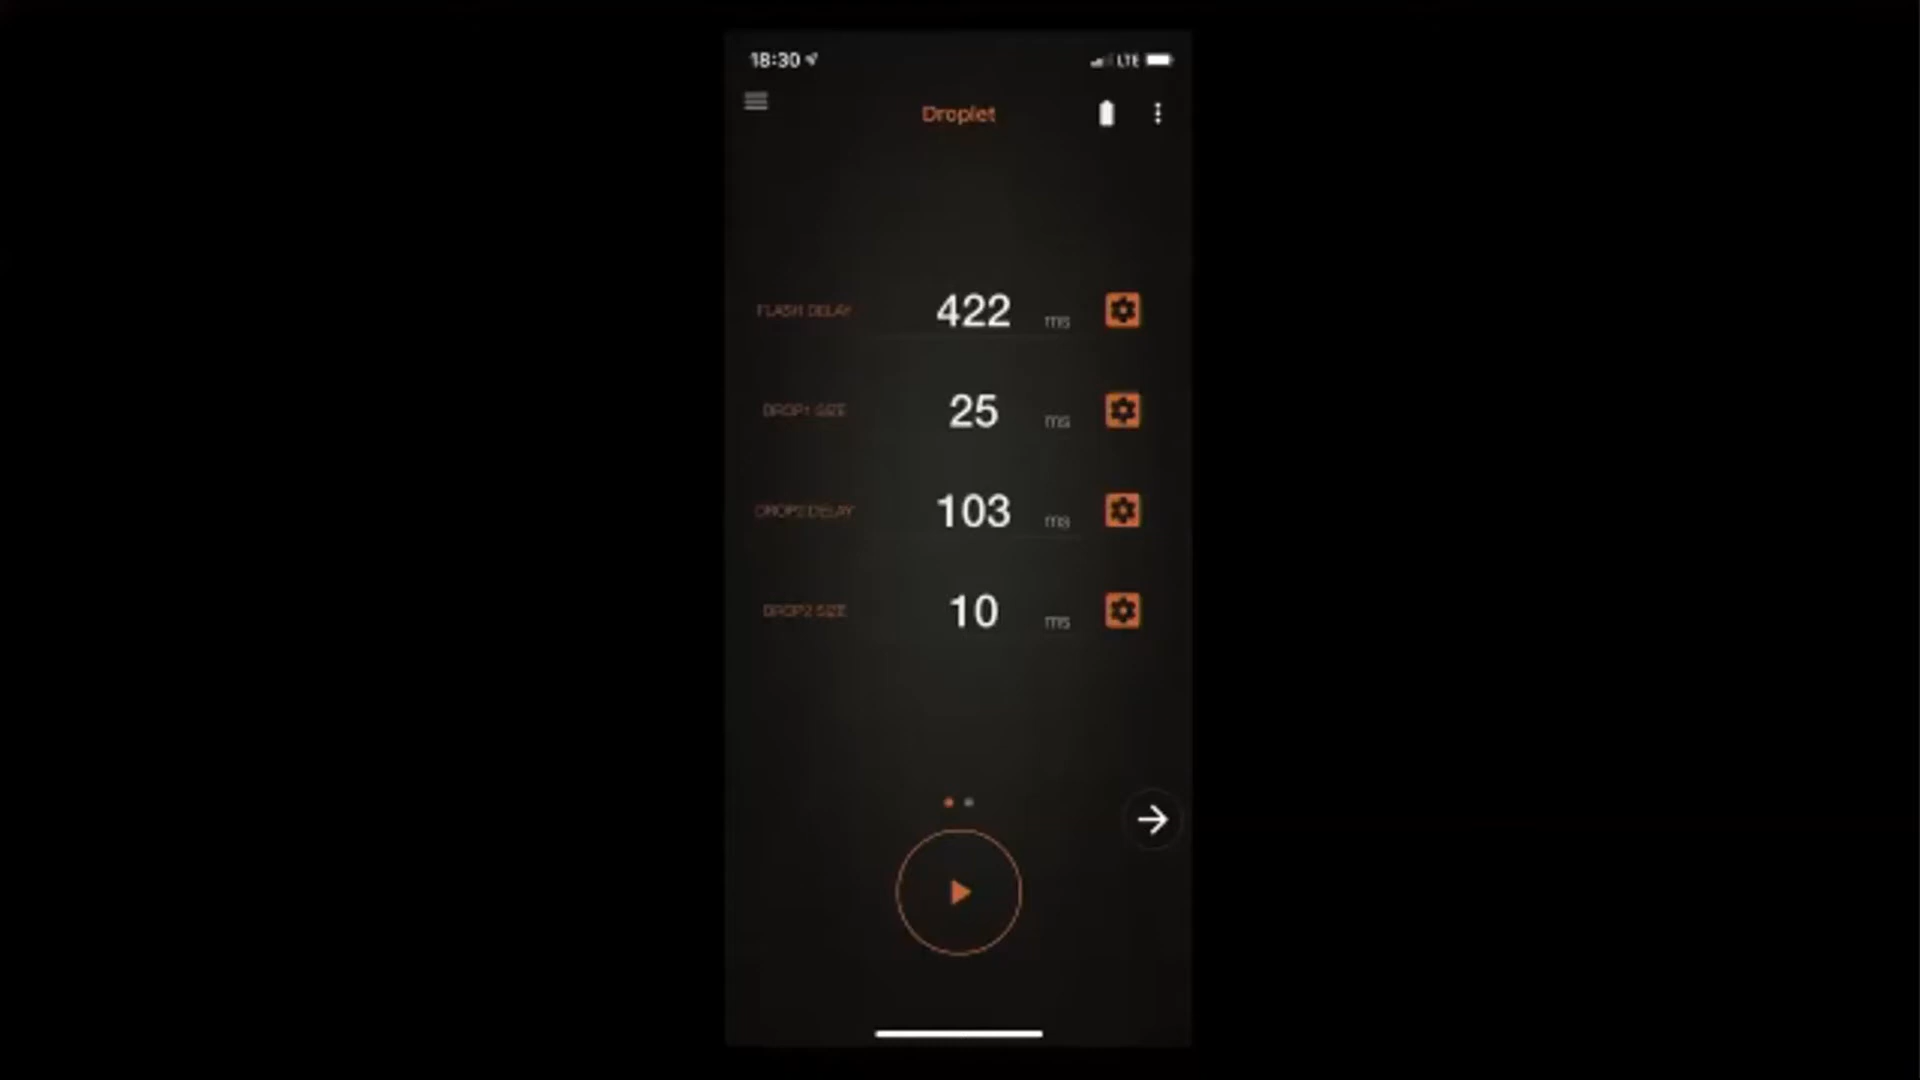 18:30
LTE
Droplet
FLASH DELAY 422 ms
DROP1 SIZE 25 ms
DROP2 DELAY 103 ms
DROP2 SIZE 10 ms